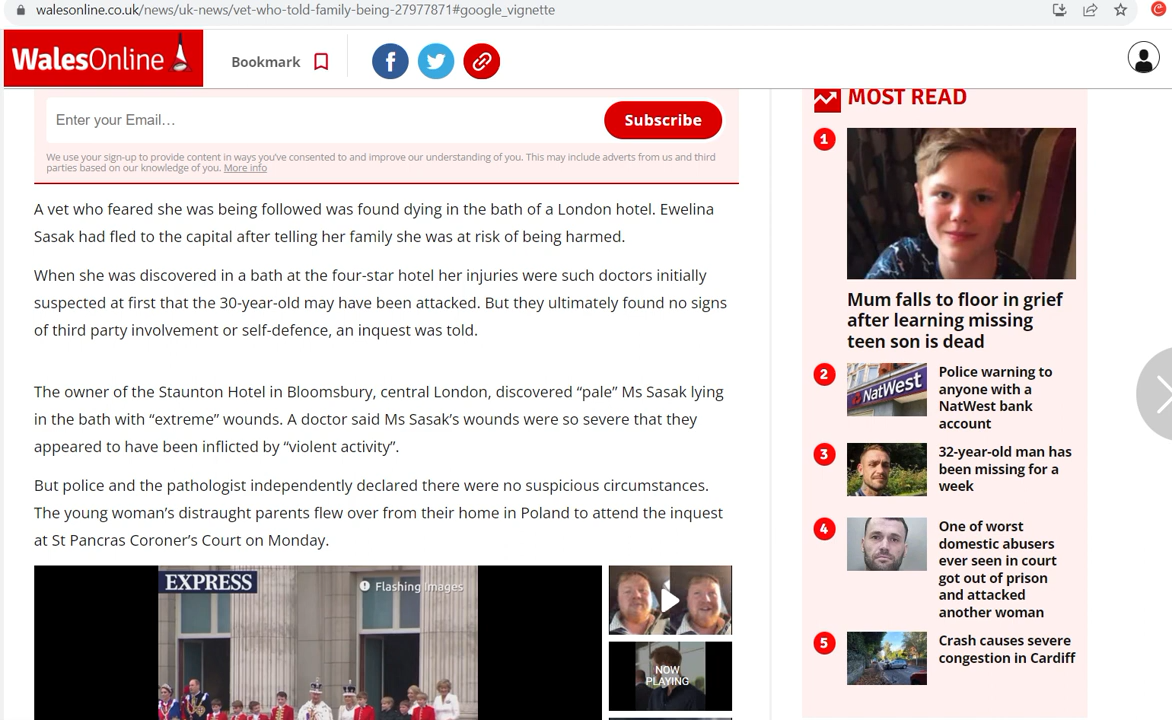 walesonline.co.uk/news/uk-news/vet-who-told-family-being-27977871#google_vignette
WalesOnline
Bookmark
Enter your Email…
Subscribe
We use your sign-up to provide content in ways you've consented to and improve our understanding of you. This may include adverts from us and third
parties based on our knowledge of you. More info
A vet who feared she was being followed was found dying in the bath of a London hotel. Ewelina
Sasak had fled to the capital after telling her family she was at risk of being harmed.
When she was discovered in a bath at the four-star hotel her injuries were such doctors initially
suspected at first that the 30-year-old may have been attacked. But they ultimately found no signs
of third party involvement or self-defence, an inquest was told.
The owner of the Staunton Hotel in Bloomsbury, central London, discovered “pale” Ms Sasak lying
in the bath with “extreme” wounds. A doctor said Ms Sasak’s wounds were so severe that they
appeared to have been inflicted by “violent activity”.
But police and the pathologist independently declared there were no suspicious circumstances.
The young woman’s distraught parents flew over from their home in Poland to attend the inquest
at St Pancras Coroner’s Court on Monday.
EXPRESS
Flashing Images
NOW
PLAYING
MOST READ
1
Mum falls to floor in grief
after learning missing
teen son is dead
2
NatWest
Police warning to
anyone with a
NatWest bank
account
3
32-year-old man has
been missing for a
week
4
One of worst
domestic abusers
ever seen in court
got out of prison
and attacked
another woman
5
Crash causes severe
congestion in Cardiff